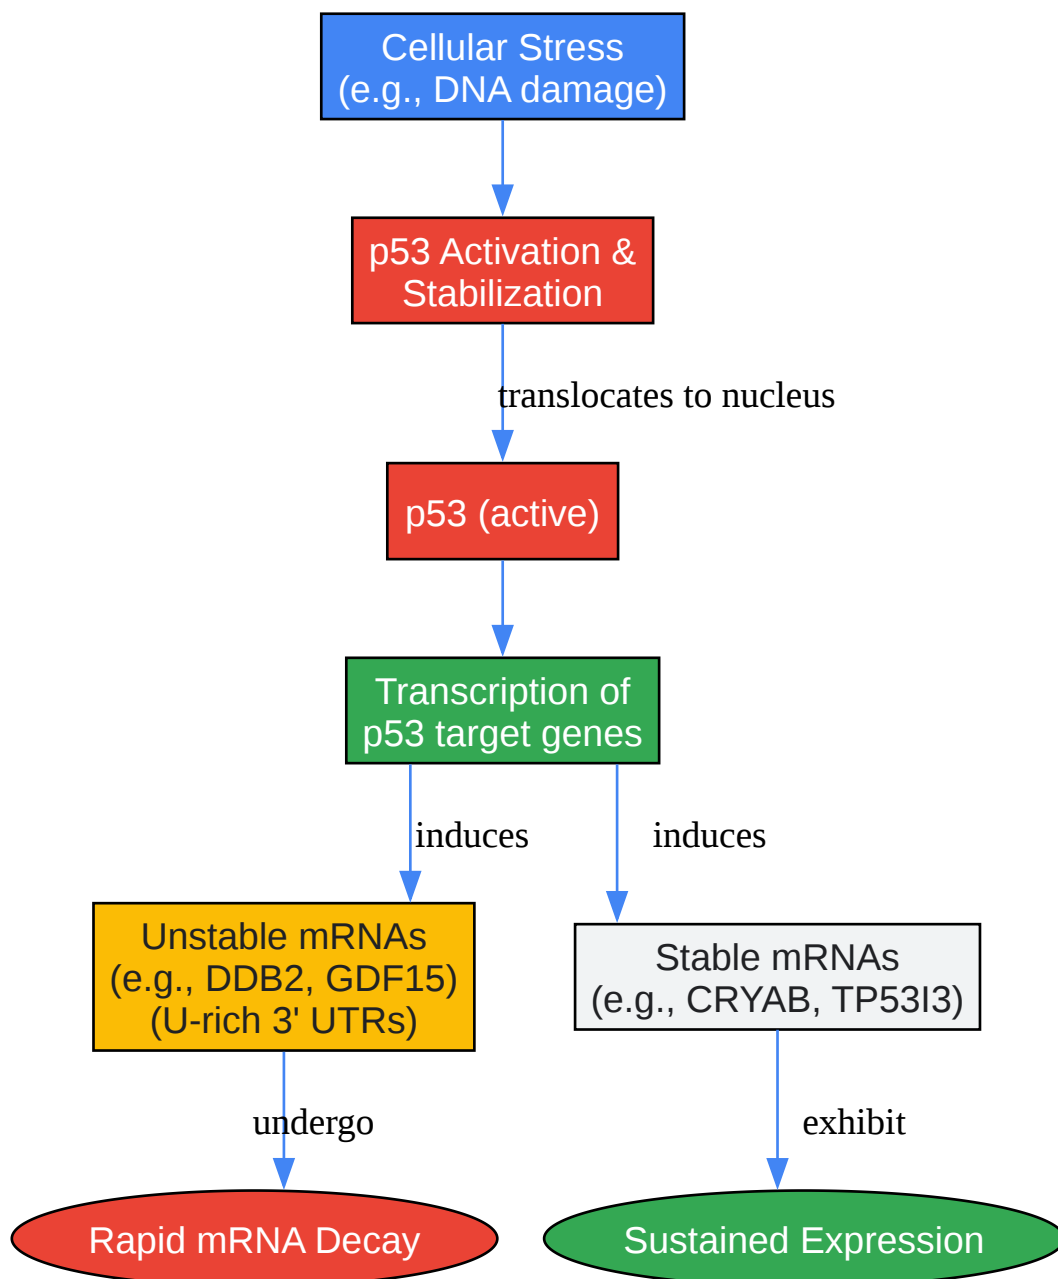 Cellular Stress
(e.g., DNA damage)
p53 Activation &
Stabilization
translocates to nucleus
p53 (active)
Transcription of
p53 target genes
induces
induces
Unstable mRNAs
(e.g., DDB2, GDF15)
(U-rich 3' UTRs)
Stable mRNAs
(e.g., CRYAB, TP53I3)
undergo
exhibit
Rapid mRNA Decay
Sustained Expression